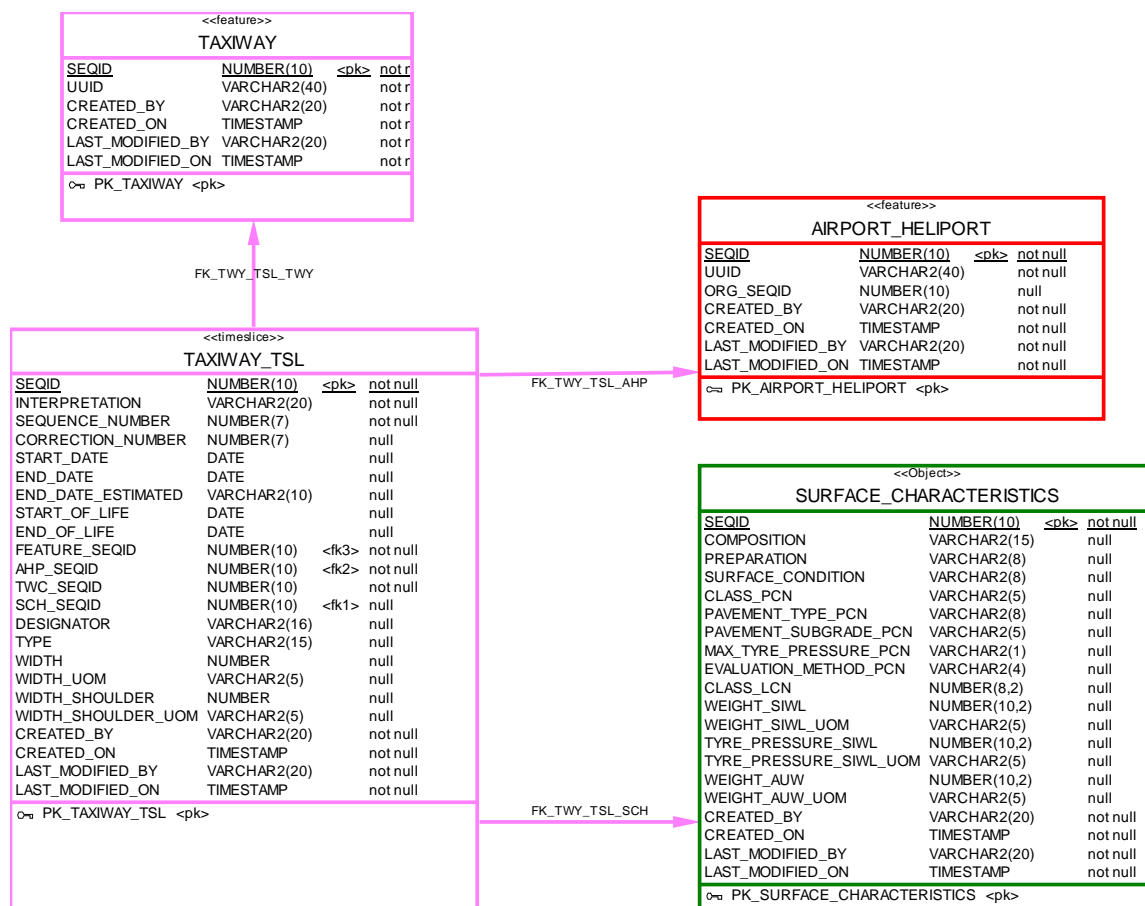 <<feature>>
TAXIWAY
SEQID NUMBER(10) <pk> not r
UUID VARCHAR2(40) not r
CREATED_BY VARCHAR2(20) not r
CREATED_ON TIMESTAMP not r
LAST_MODIFIED_BY VARCHAR2(20) not r
LAST_MODIFIED_ON TIMESTAMP not r
PK_TAXIWAY <pk>
FK_TWY_TSL_TWY
<<feature>>
AIRPORT_HELIPORT
SEQID NUMBER(10) <pk> not null
UUID VARCHAR2(40) not null
ORG_SEQID NUMBER(10) null
CREATED_BY VARCHAR2(20) not null
CREATED_ON TIMESTAMP not null
LAST_MODIFIED_BY VARCHAR2(20) not null
LAST_MODIFIED_ON TIMESTAMP not null
PK_AIRPORT_HELIPORT <pk>
<<timeslice>>
TAXIWAY_TSL
SEQID NUMBER(10) <pk> not null
INTERPRETATION VARCHAR2(20) not null
SEQUENCE_NUMBER NUMBER(7) not null
CORRECTION_NUMBER NUMBER(7) null
START_DATE DATE null
END_DATE DATE null
END_DATE_ESTIMATED VARCHAR2(10) null
START_OF_LIFE DATE null
END_OF_LIFE DATE null
FEATURE_SEQID NUMBER(10) <fk3> not null
AHP_SEQID NUMBER(10) <fk2> not null
TWC_SEQID NUMBER(10) not null
SCH_SEQID NUMBER(10) <fk1> null
DESIGNATOR VARCHAR2(16) null
TYPE VARCHAR2(15) null
WIDTH NUMBER null
WIDTH_UOM VARCHAR2(5) null
WIDTH_SHOULDER NUMBER null
WIDTH_SHOULDER_UOM VARCHAR2(5) null
CREATED_BY VARCHAR2(20) not null
CREATED_ON TIMESTAMP not null
LAST_MODIFIED_BY VARCHAR2(20) not null
LAST_MODIFIED_ON TIMESTAMP not null
PK_TAXIWAY_TSL <pk>
FK_TWY_TSL_AHP
FK_TWY_TSL_SCH
<<Object>>
SURFACE_CHARACTERISTICS
SEQID NUMBER(10) <pk> not null
COMPOSITION VARCHAR2(15) null
PREPARATION VARCHAR2(8) null
SURFACE_CONDITION VARCHAR2(8) null
CLASS_PCN VARCHAR2(5) null
PAVEMENT_TYPE_PCN VARCHAR2(8) null
PAVEMENT_SUBGRADE_PCN VARCHAR2(5) null
MAX_TYRE_PRESSURE_PCN VARCHAR2(1) null
EVALUATION_METHOD_PCN VARCHAR2(4) null
CLASS_LCN NUMBER(8,2) null
WEIGHT_SIWL NUMBER(10,2) null
WEIGHT_SIWL_UOM VARCHAR2(5) null
TYRE_PRESSURE_SIWL NUMBER(10,2) null
TYRE_PRESSURE_SIWL_UOM VARCHAR2(5) null
WEIGHT_AUW NUMBER(10,2) null
WEIGHT_AUW_UOM VARCHAR2(5) null
CREATED_BY VARCHAR2(20) not null
CREATED_ON TIMESTAMP not null
LAST_MODIFIED_BY VARCHAR2(20) not null
LAST_MODIFIED_ON TIMESTAMP not null
PK_SURFACE_CHARACTERISTICS <pk>